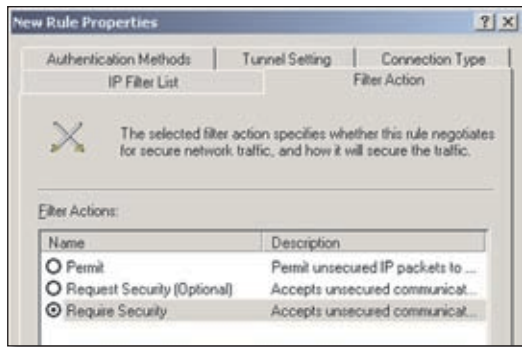 New Rule Properties
Authentication Methods
Tunnel Setting
Connection Type
IP Filter List
Filter Action
The selected filter action specifies whether this rule negotiates
for secure network traffic, and how it will secure the traffic.
Filter Actions:
Name Description
Permit Permit unsecured IP packets to ...
Request Security (Optional) Accepts unsecured communicat...
Require Security Accepts unsecured communicat...